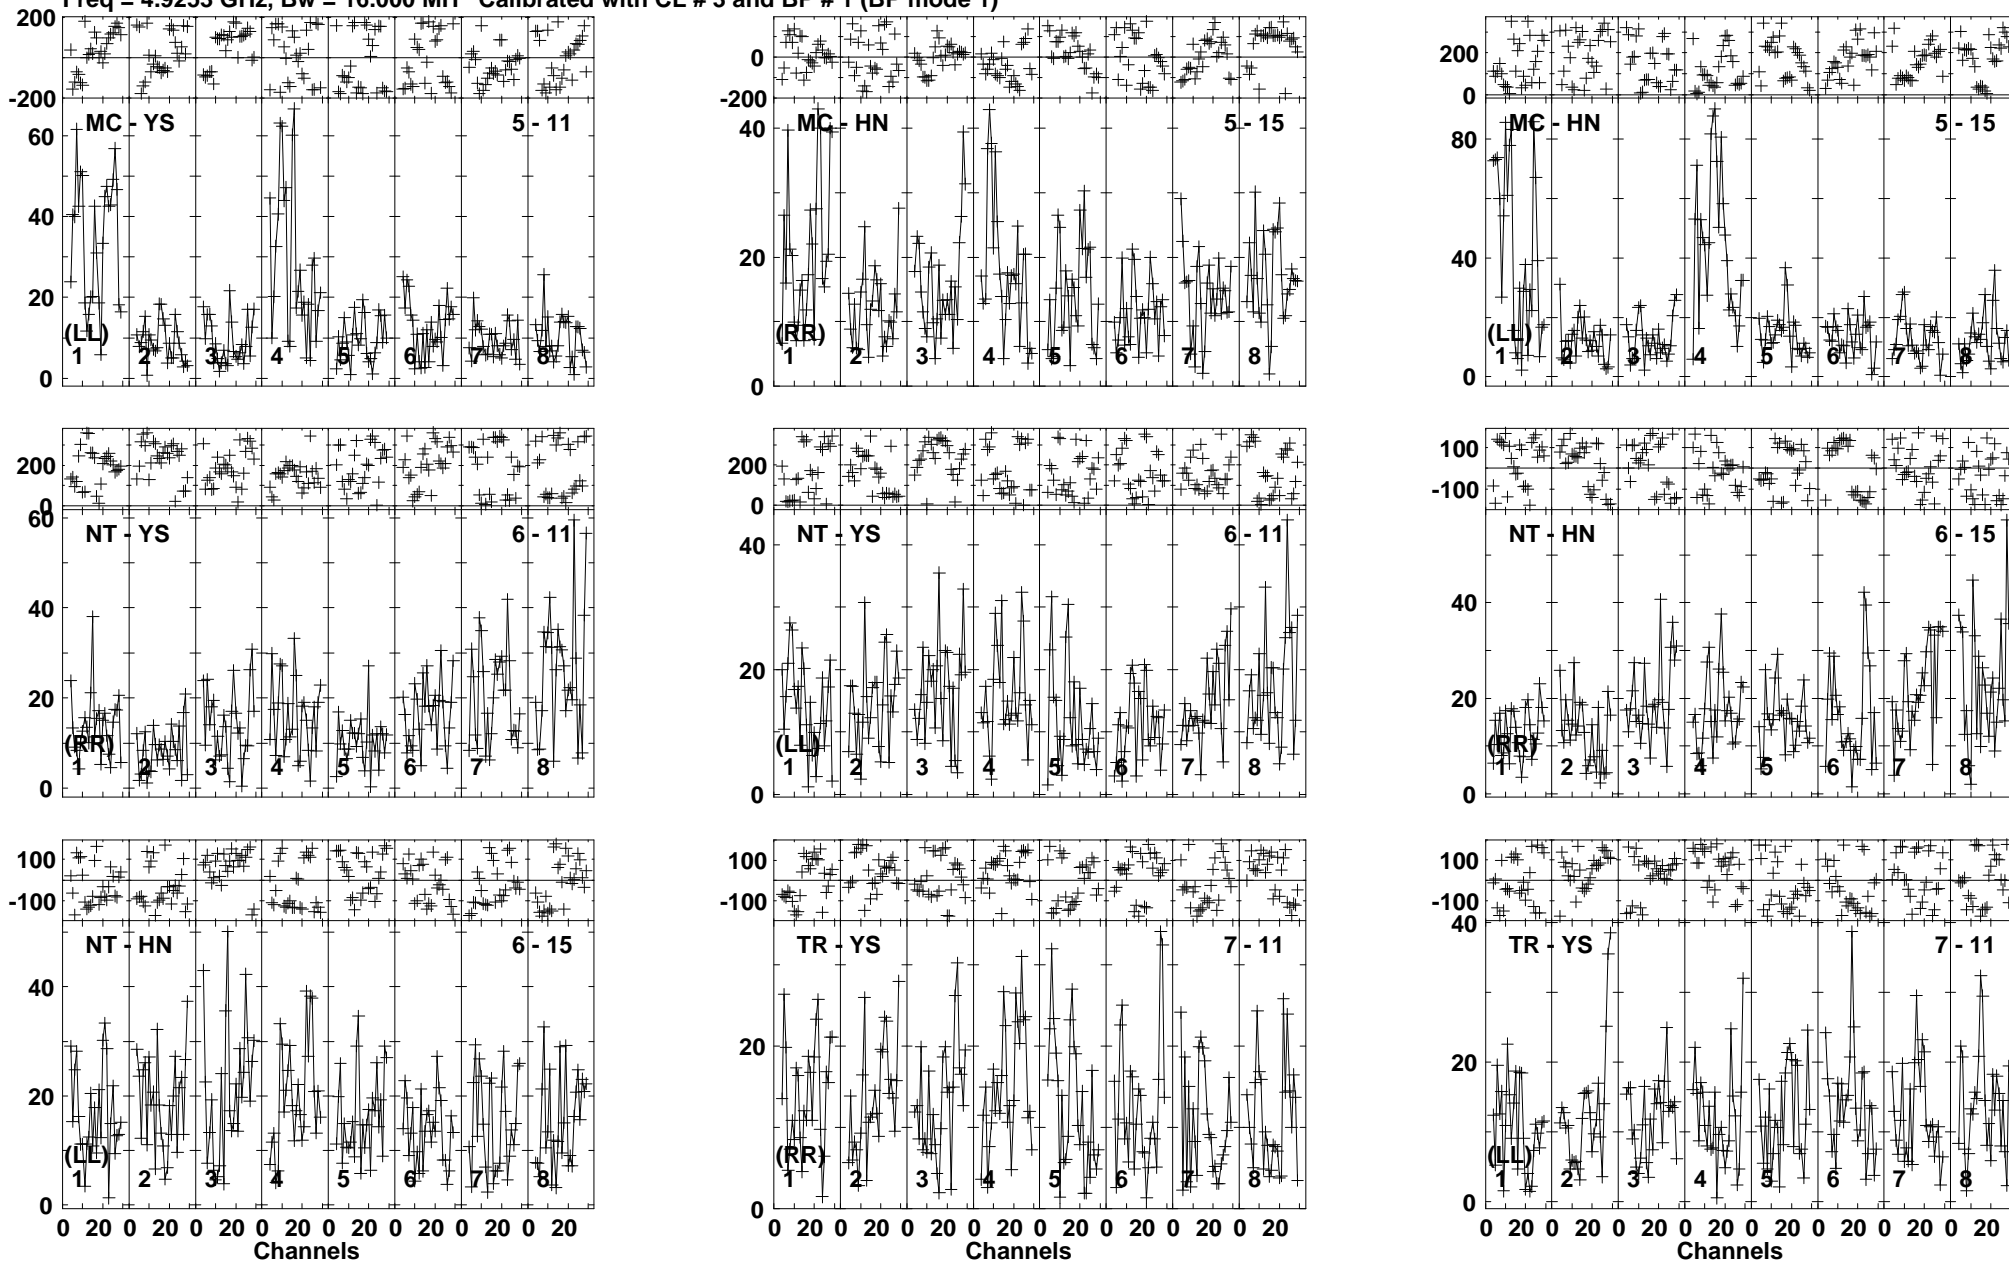 Freq = 4.9253 GHz, Bw = 16.000 MH Calibrated with CL # 3 and BP # 1 (BP mode 1)
200 0 -200
MC - YS 5 - 11
60 40 20 0
(LL)
1 2 3 4 5 6 7 8
200 0 -200
MC - HN 5 - 15
40 20 0
(RR)
1 2 3 4 5 6 7 8
200 0
MC - HN 5 - 15
80 40 0
(LL)
1 2 3 4 5 6 7 8
200 0
NT - YS 6 - 11
60 40 20 0
(RR)
1 2 3 4 5 6 7 8
200 0
NT - YS 6 - 11
40 20 0
(LL)
1 2 3 4 5 6 7 8
100 -100
NT - HN 6 - 15
40 20 0
(RR)
1 2 3 4 5 6 7 8
100 -100
NT - HN 6 - 15
40 20 0
(LL)
1 2 3 4 5 6 7 8
0 20 0 20 0 20 0 20 0 20 0 20 0 20 0 20
Channels
100 -100
TR - YS 7 - 11
20 0
(RR)
1 2 3 4 5 6 7 8
0 20 0 20 0 20 0 20 0 20 0 20 0 20 0 20
Channels
100 -100
TR - YS 7 - 11
40 20 0
(LL)
1 2 3 4 5 6 7 8
0 20 0 20 0 20 0 20 0 20 0 20 0 20 0 20
Channels